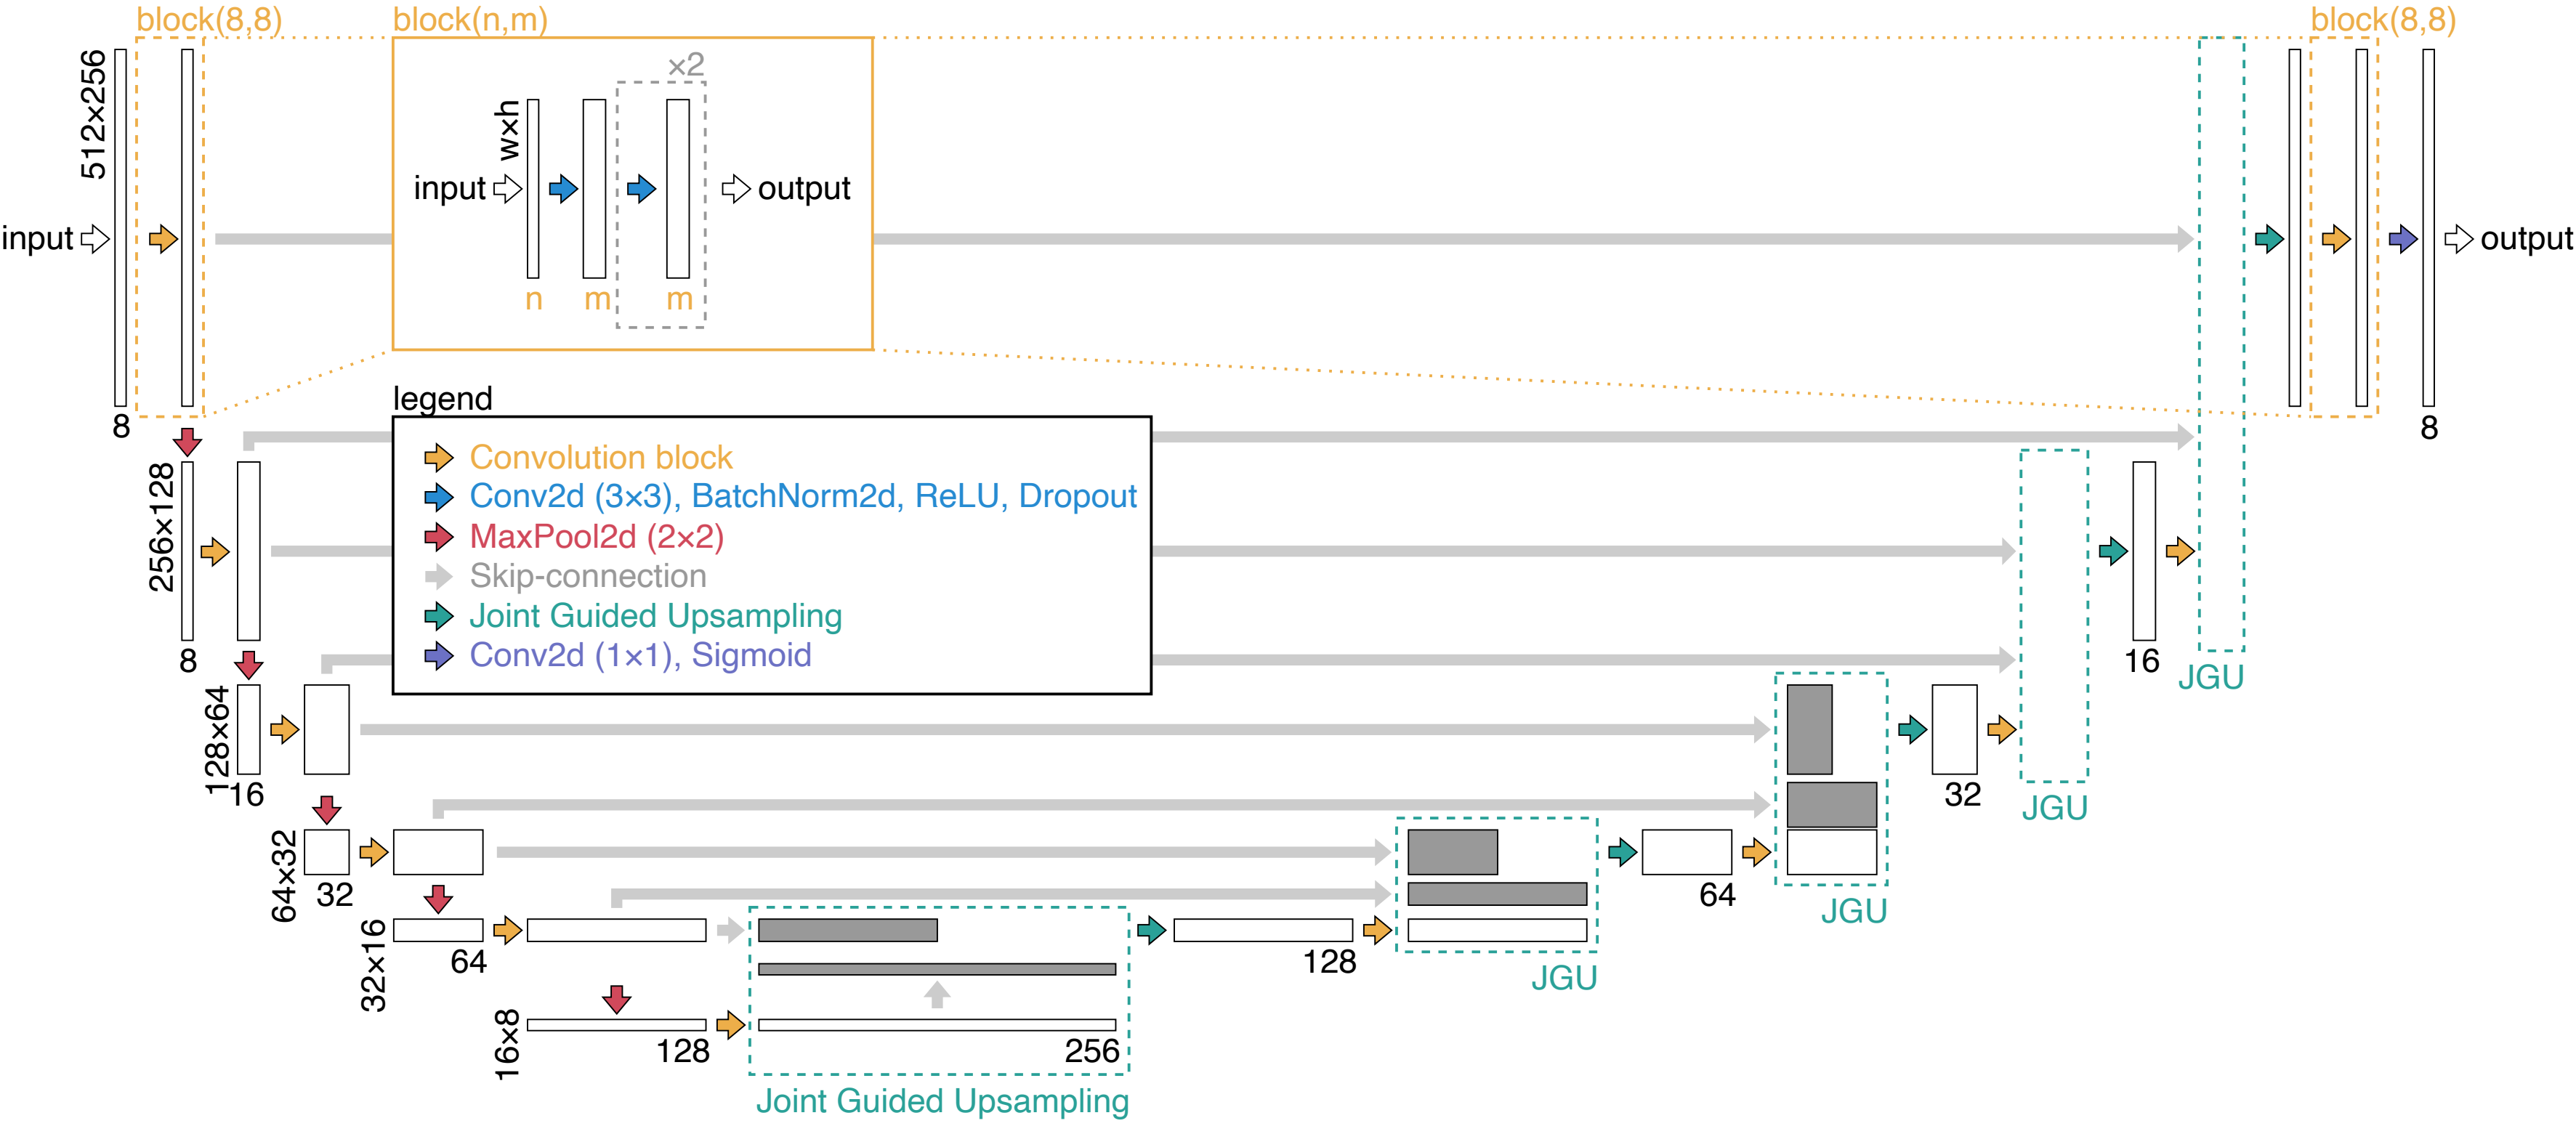 block(8,8)
block(n,m)
block(8,8)
×2
512×256
w×h
input
output
n
m
m
input
output
8
8
legend
Convolution block
Conv2d (3×3), BatchNorm2d, ReLU, Dropout
MaxPool2d (2×2)
Skip-connection
Joint Guided Upsampling
Conv2d (1×1), Sigmoid
256×128
8
16
JGU
128×64
16
32
JGU
64×32
32
64
JGU
32×16
64
128
JGU
16×8
128
256
Joint Guided Upsampling